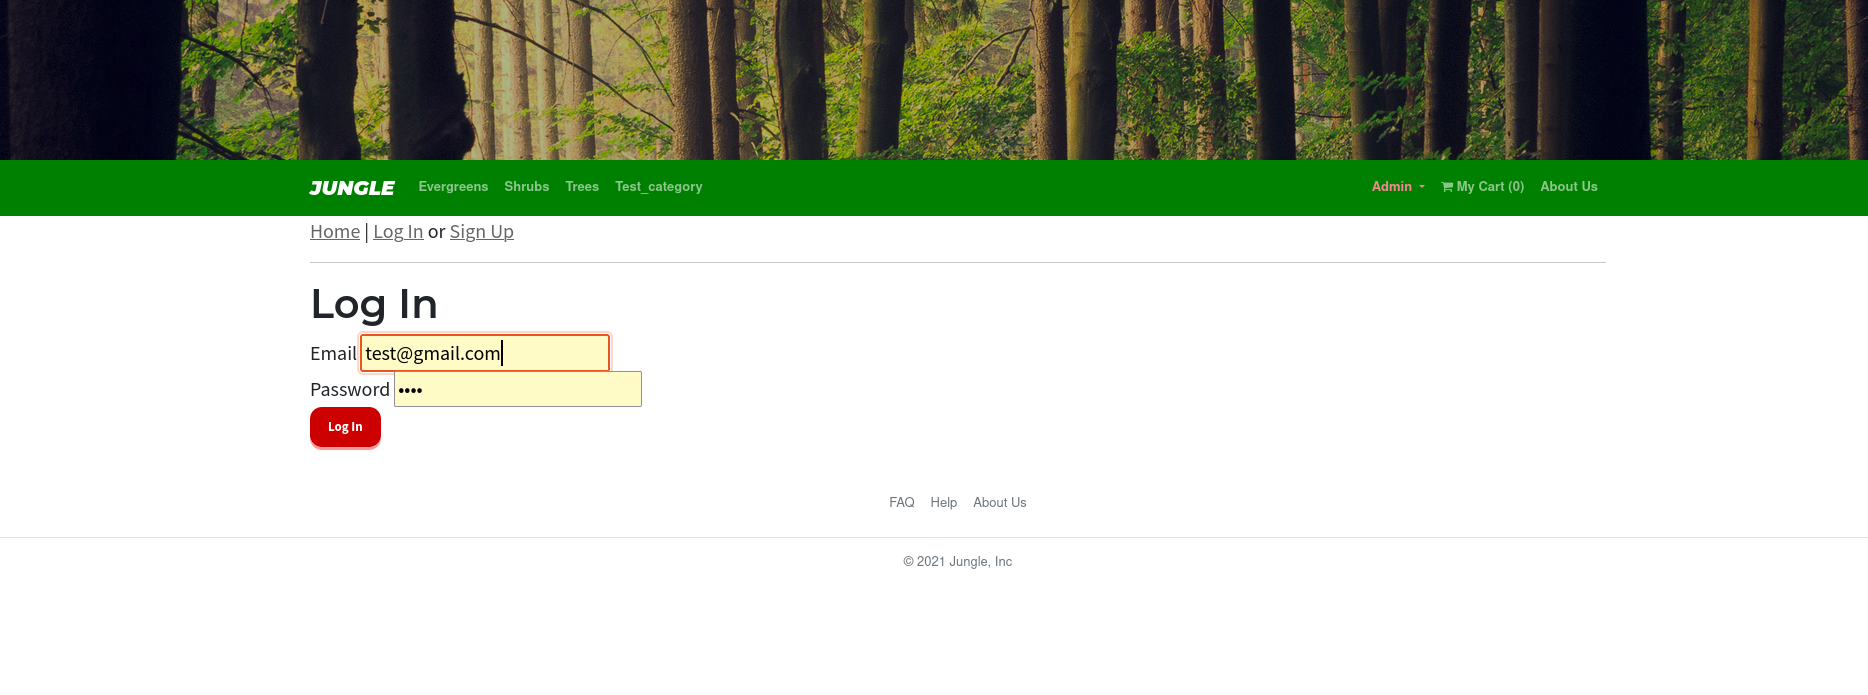 JUNGLE Evergreens Shrubs Trees Test_category Admin My Cart (0) About Us
Home | Log In or Sign Up
Log In
Email test@gmail.com
Password ••••
Log In
FAQ Help About Us
© 2021 Jungle, Inc